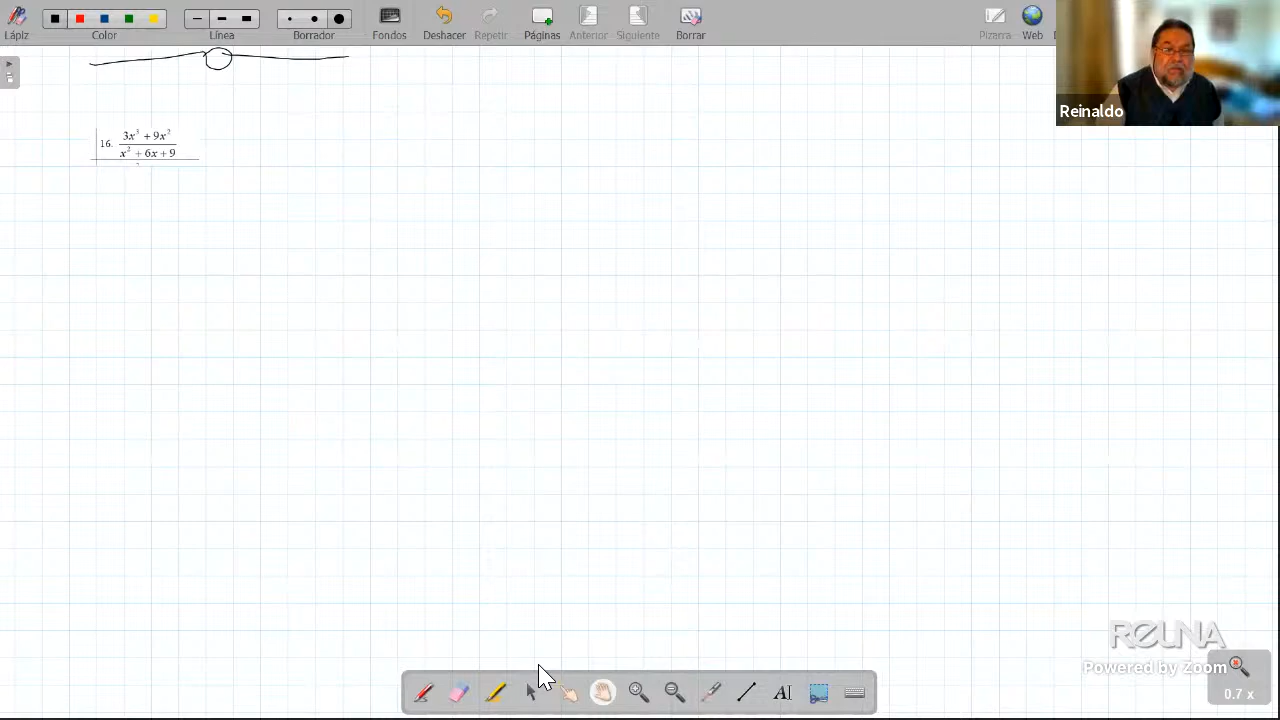 Lápiz Color Línea Borrador Fondos Deshacer Repetir Páginas Anterior Siguiente Borrar Pizarra Web
Reinaldo
16. 3x³ + 9x²
x² + 6x + 9
REUNA
Powered by Zoom
AI
0.7 x